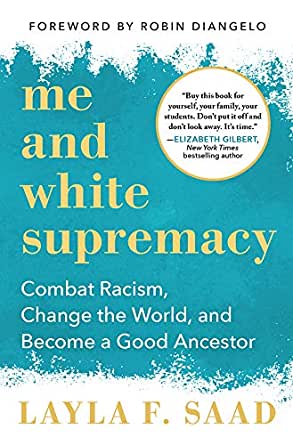 FOREWORD BY ROBIN DIANGELO
me
and
white
supremacy
"Buy this book for
yourself, your family, your
students. Don't put it off and
don't look away. It's time."
—ELIZABETH GILBERT,
New York Times
bestselling author
Combat Racism,
Change the World, and
Become a Good Ancestor
LAYLA F. SAAD